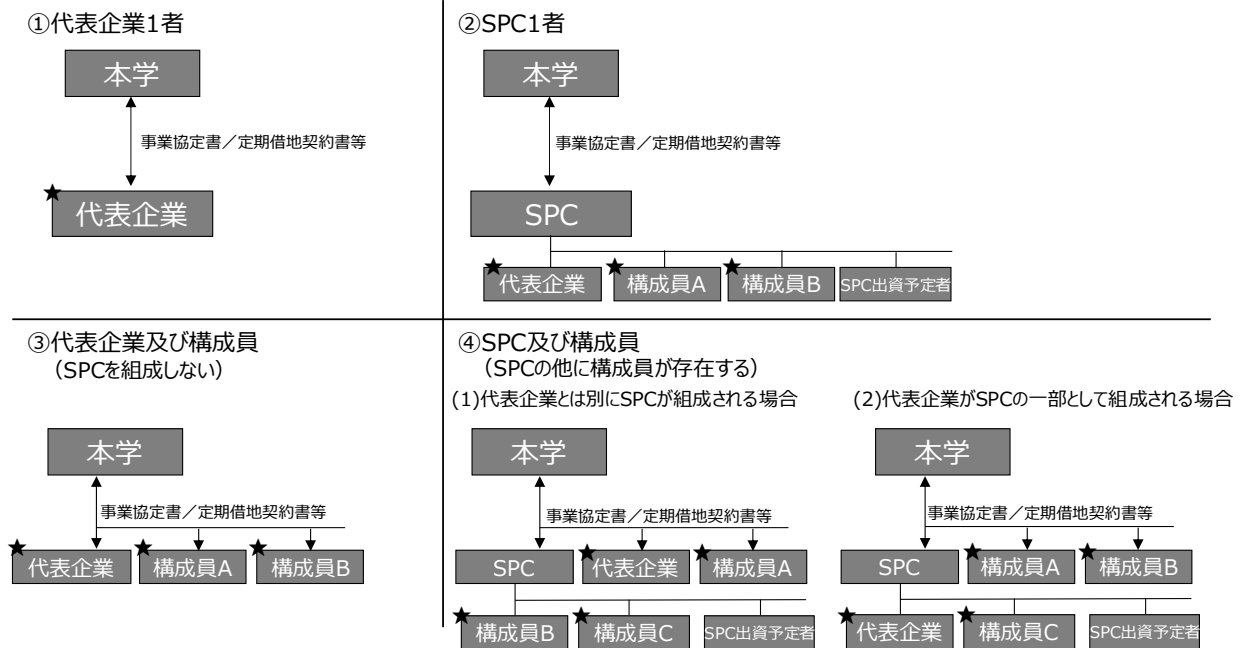 ①代表企業1者
本学
事業協定書／定期借地契約書等
★
代表企業
②SPC1者
本学
事業協定書／定期借地契約書等
SPC
★代表企業
★構成員A
★構成員B
SPC出資予定者
③代表企業及び構成員
（SPCを組成しない）
本学
事業協定書／定期借地契約書等
★代表企業
★構成員A
★構成員B
④SPC及び構成員
（SPCの他に構成員が存在する）
(1)代表企業とは別にSPCが組成される場合
本学
事業協定書／定期借地契約書等
SPC
★代表企業
★構成員A
★構成員B
★構成員C
SPC出資予定者
(2)代表企業がSPCの一部として組成される場合
本学
事業協定書／定期借地契約書等
SPC
★構成員A
★構成員B
★代表企業
★構成員C
SPC出資予定者